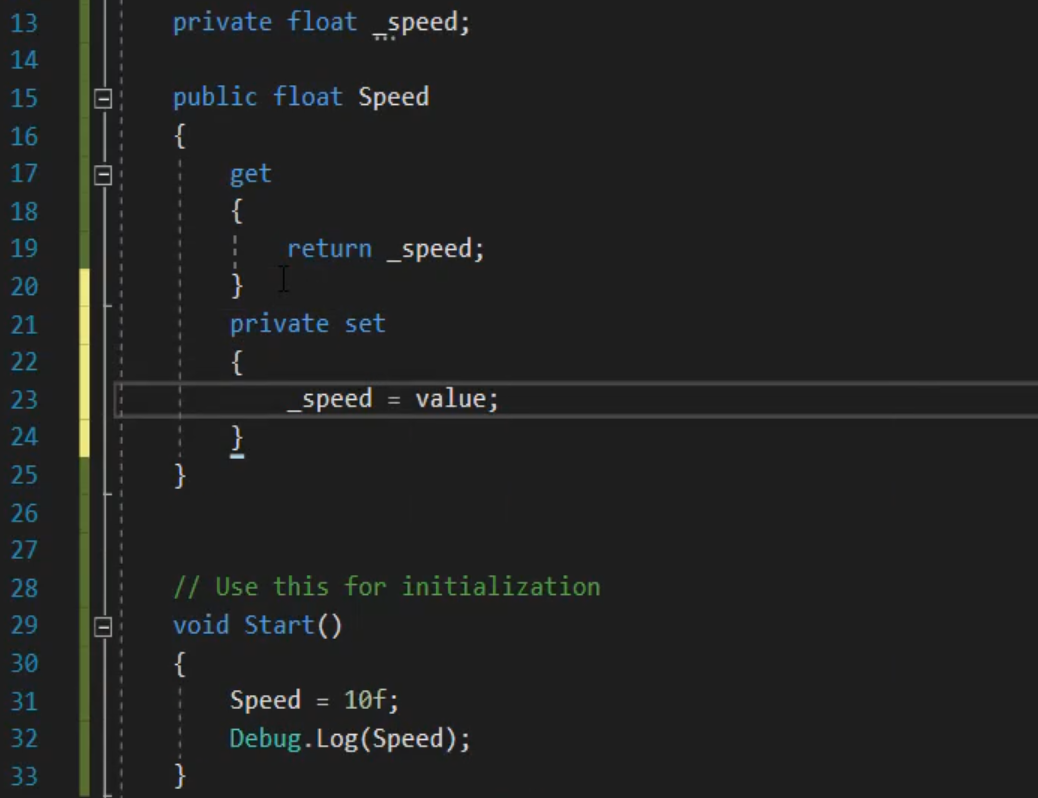 13 private float _speed;
14
15 public float Speed
16 {
17 get
18 {
19 return _speed;
20 }
21 private set
22 {
23 _speed = value;
24 }
25 }
26
27
28 // Use this for initialization
29 void Start()
30 {
31 Speed = 10f;
32 Debug.Log(Speed);
33 }